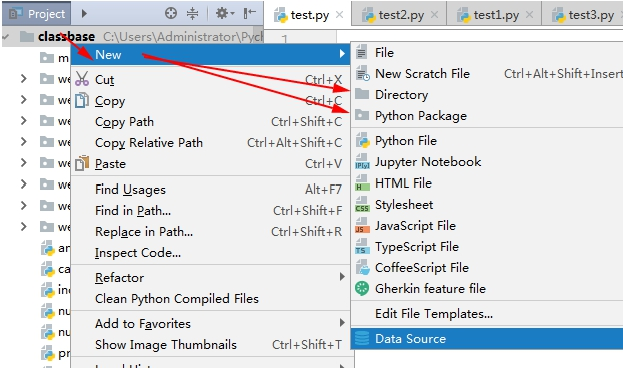 Project
test.py
test2.py
test1.py
test3.py
classbase C:\Users\Administrator\Pych
1
m
we
we
we
we
we
we
we
we
an
ca
inc
nu
nu
pr
New
Cut Ctrl+X
Copy Ctrl+C
Copy Path Ctrl+Shift+C
Copy Relative Path Ctrl+Alt+Shift+C
Paste Ctrl+V
Find Usages Alt+F7
Find in Path... Ctrl+Shift+F
Replace in Path... Ctrl+Shift+R
Inspect Code...
Refactor
Clean Python Compiled Files
Add to Favorites
Show Image Thumbnails Ctrl+Shift+T
File
New Scratch File Ctrl+Alt+Shift+Insert
Directory
Python Package
Python File
Jupyter Notebook
HTML File
Stylesheet
JavaScript File
TypeScript File
CoffeeScript File
Gherkin feature file
Edit File Templates...
Data Source